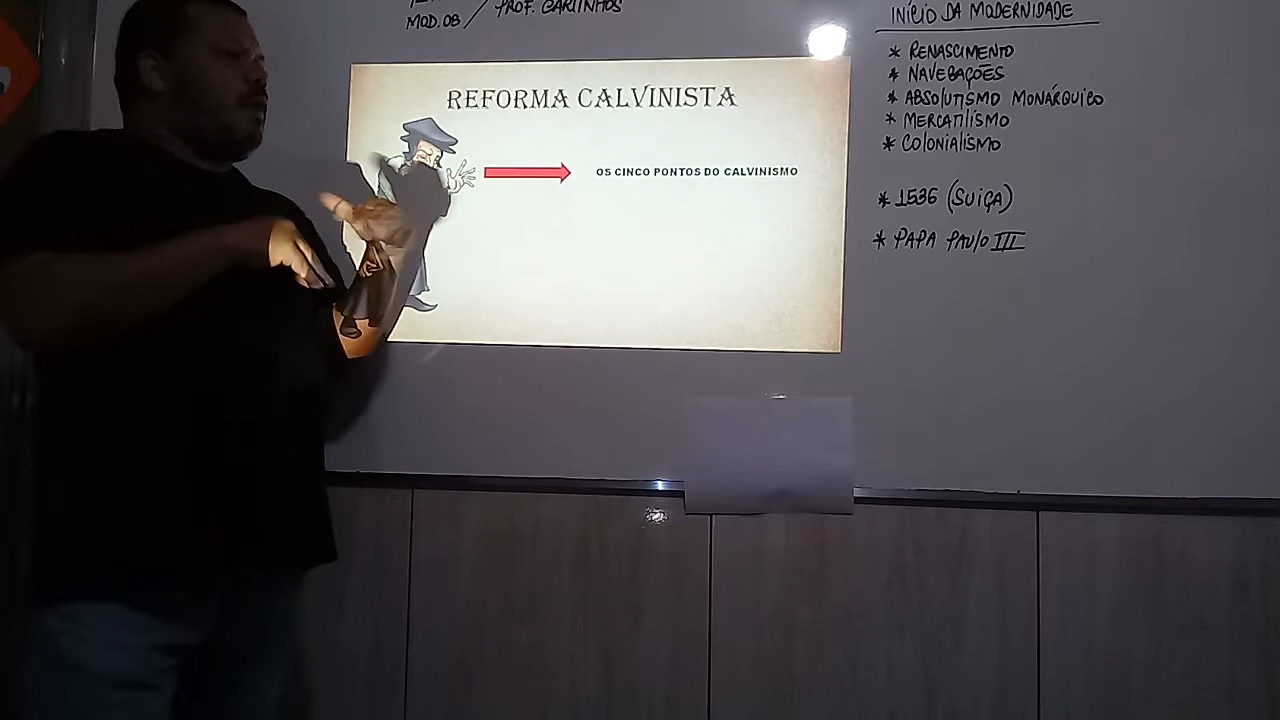 MOD. 08 / PROF. CARLINHOS
REFORMA CALVINISTA
OS CINCO PONTOS DO CALVINISMO
INÍCIO DA MODERNIDADE
* RENASCIMENTO
* NAVEGAÇÕES
* ABSOLUTISMO MONÁRQUICO
* MERCANTILISMO
* COLONIALISMO
* 1536 (SUIÇA)
* PAPA PAULO III